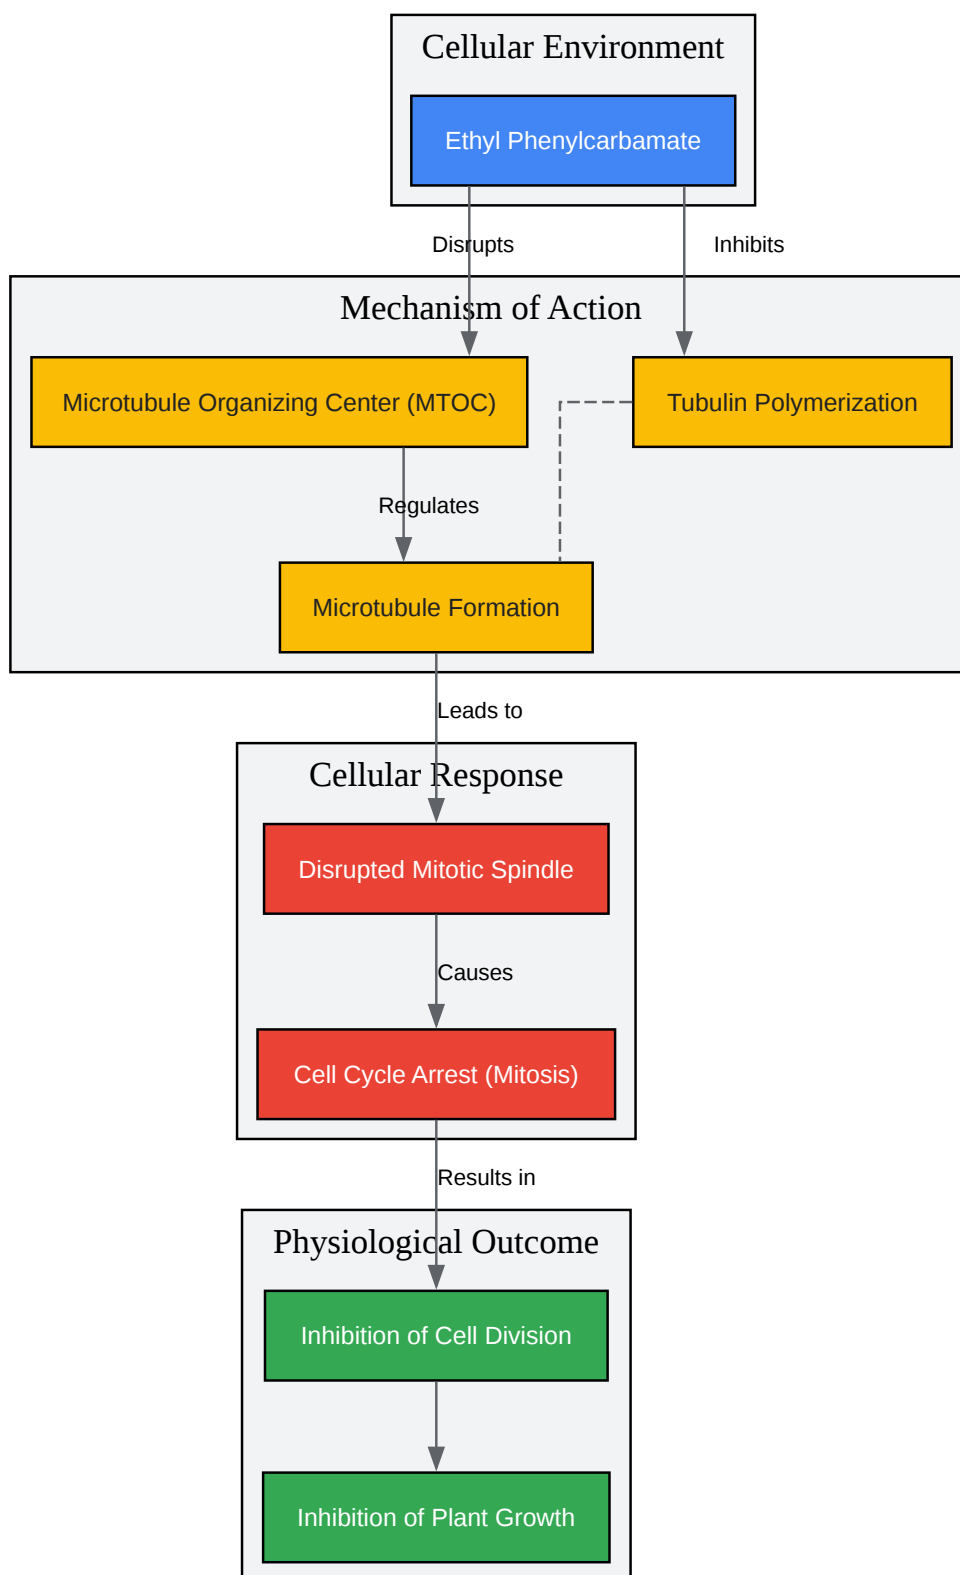 Cellular Environment
Ethyl Phenylcarbamate
Disrupts
Inhibits
Mechanism of Action
Microtubule Organizing Center (MTOC)
Tubulin Polymerization
Regulates
Microtubule Formation
Leads to
Cellular Response
Disrupted Mitotic Spindle
Causes
Cell Cycle Arrest (Mitosis)
Results in
Physiological Outcome
Inhibition of Cell Division
Inhibition of Plant Growth